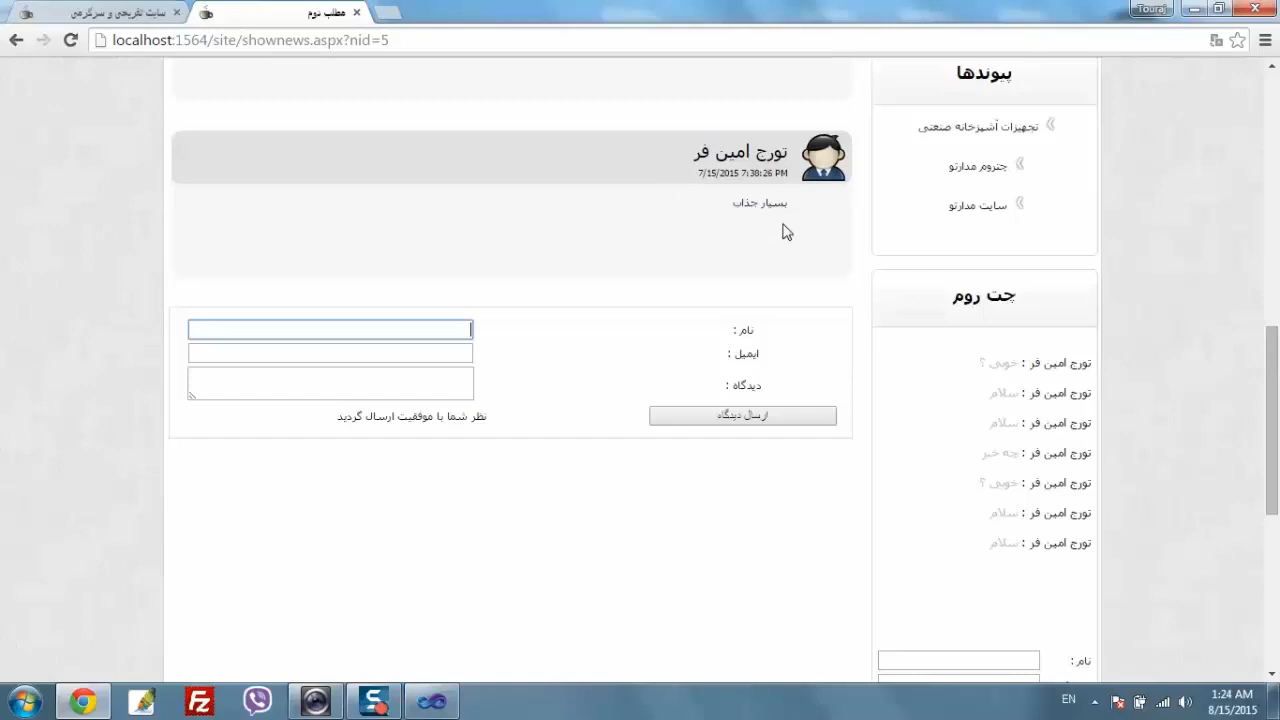 سایت تفریحی و سرگرمی
مطلب دوم
Touraj
localhost:1564/site/shownews.aspx?nid=5
پیوندها
تجهیزات آشپزخانه صنعتی
چتروم مدارتو
سایت مدارتو
تورج امین فر
7/15/2015 7:38:26 PM
بسیار جذاب
نام :
ایمیل :
دیدگاه :
ارسال دیدگاه
نظر شما با موفقیت ارسال گردید
چت روم
تورج امین فر : خوبی ؟
تورج امین فر : سلام
تورج امین فر : سلام
تورج امین فر : چه خبر
تورج امین فر : خوبی ؟
تورج امین فر : سلام
تورج امین فر : سلام
نام :
EN
1:24 AM
8/15/2015